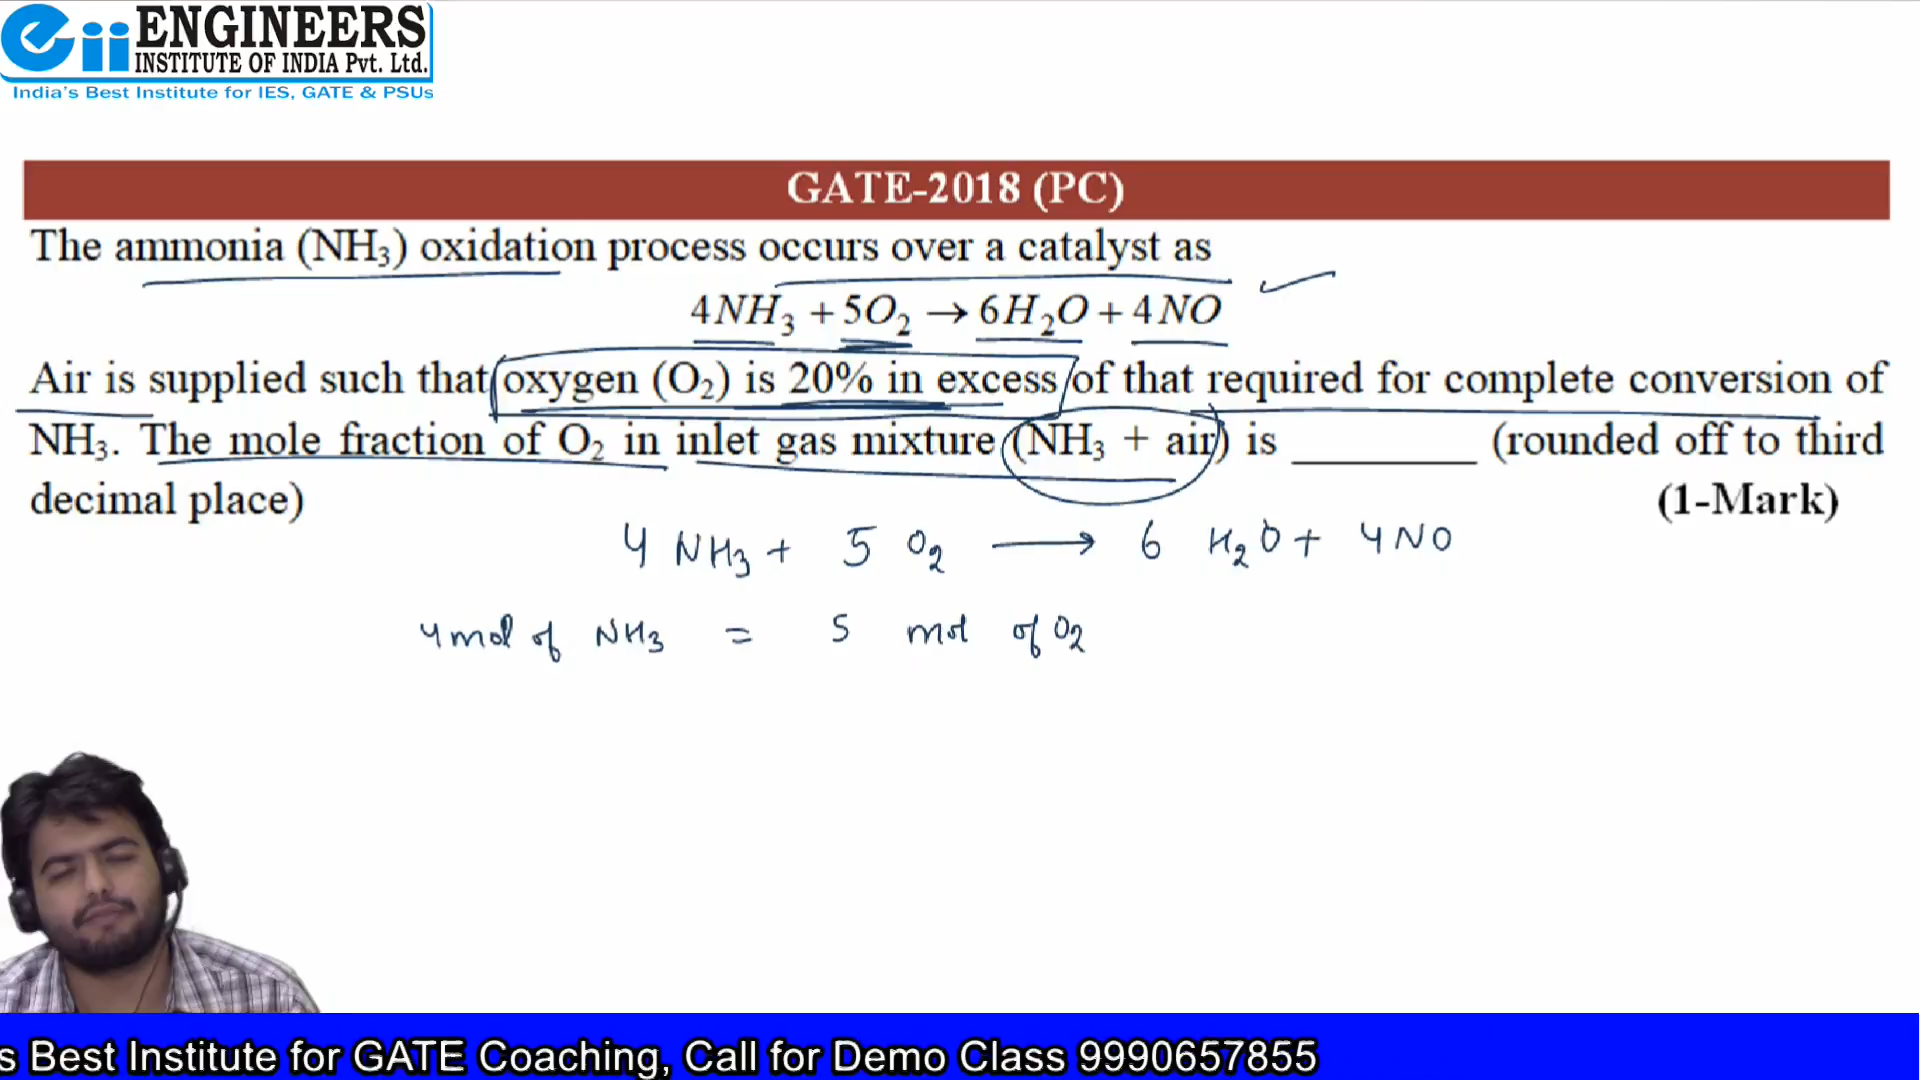 eii ENGINEERS
INSTITUTE OF INDIA Pvt. Ltd.
India's Best Institute for IES, GATE & PSUs
GATE-2018 (PC)
The ammonia (NH₃) oxidation process occurs over a catalyst as
4NH₃ + 5O₂ → 6H₂O + 4NO
Air is supplied such that oxygen (O₂) is 20% in excess of that required for complete conversion of
NH₃. The mole fraction of O₂ in inlet gas mixture (NH₃ + air) is ________ (rounded off to third
decimal place) (1-Mark)
4 NH₃ + 5 O₂ → 6 H₂O + 4NO
4 mol of NH₃ = 5 mol of O₂
s Best Institute for GATE Coaching, Call for Demo Class 9990657855